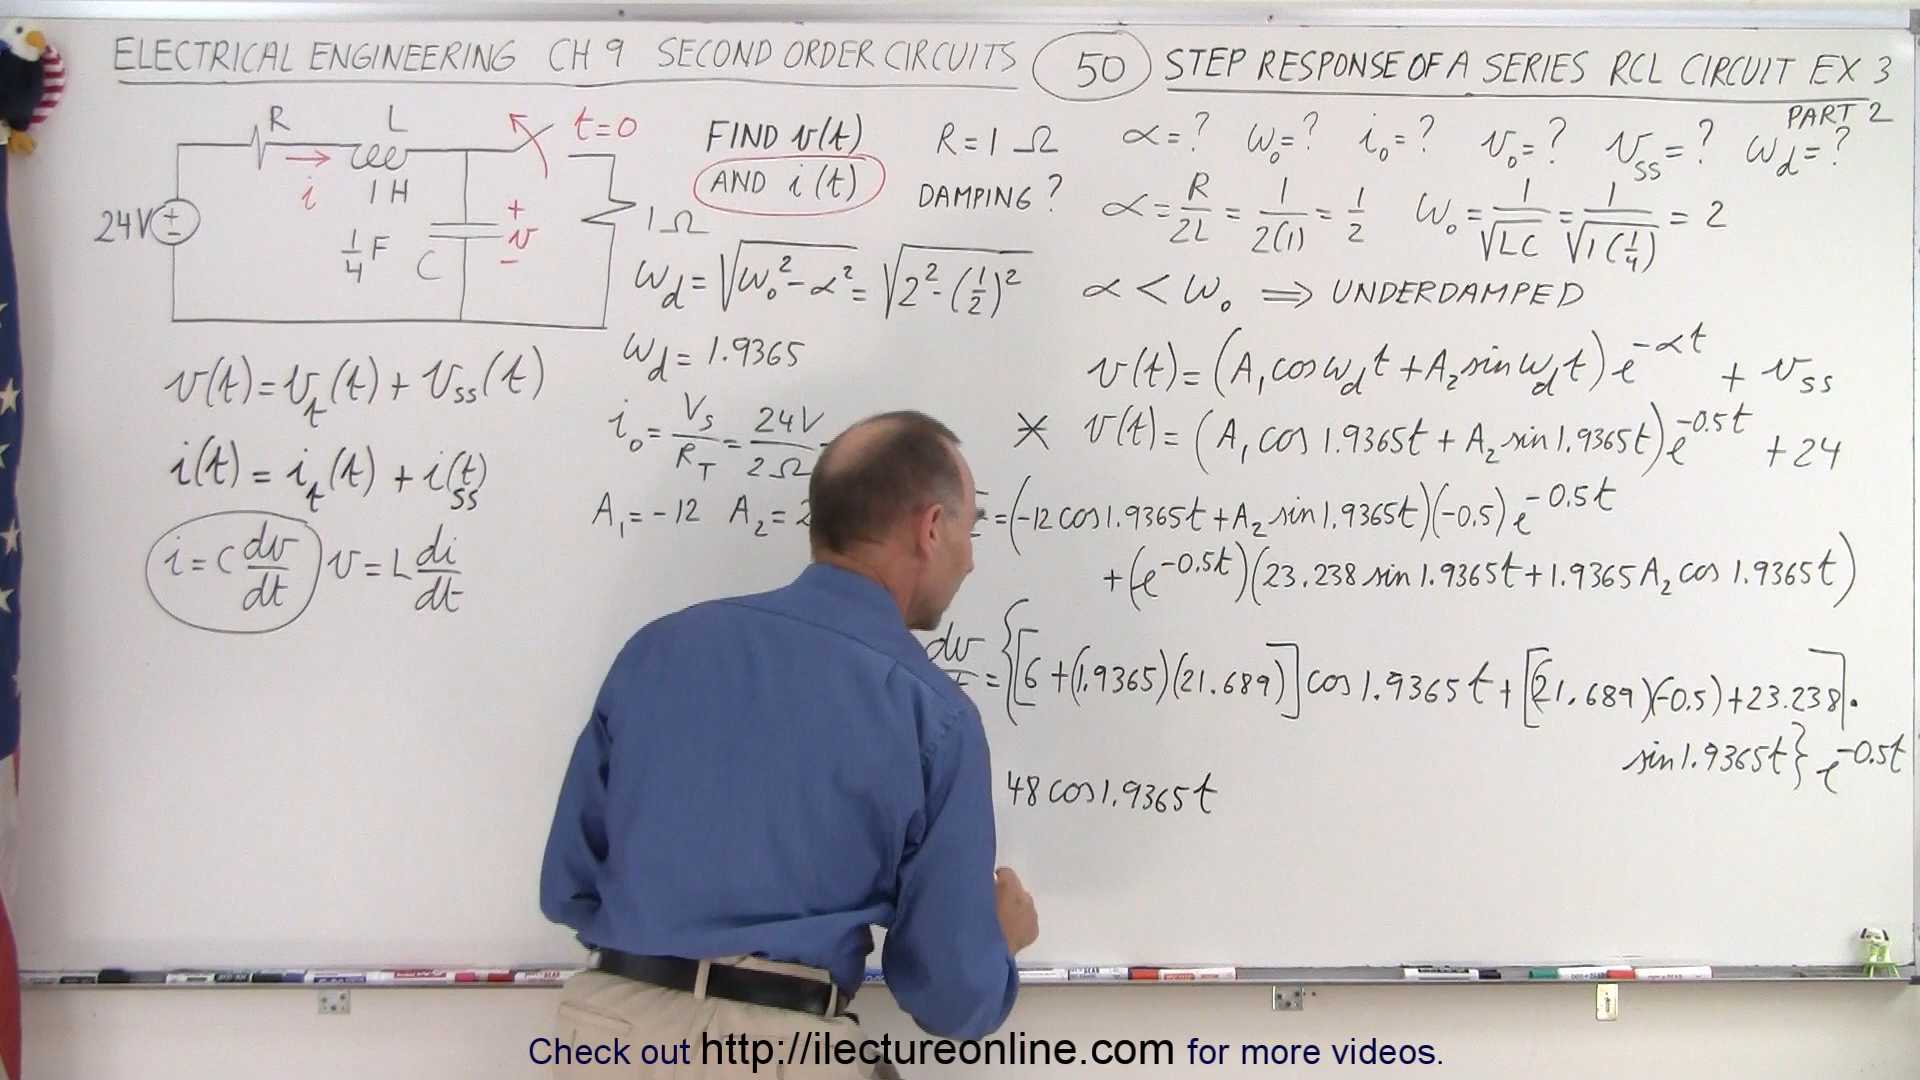 ELECTRICAL ENGINEERING CH 9 SECOND ORDER CIRCUITS 50 STEP RESPONSE OF A SERIES RCL CIRCUIT EX 3
PART 2
R L t=0
i 1 H
24V + −
1/4 F C
+ v −
1 Ω
FIND v(t)
AND i(t)
R = 1 Ω
DAMPING?
α = ? ω₀ = ? i₀ = ? v₀ = ? v_ss = ? ω_d = ?
α = R/2L = 1/2(1) = 1/2 ω₀ = 1/√LC = 1/√1(1/4) = 2
ω_d = √ω₀² − α² = √2² − (1/2)²
α < ω₀ ⇒ UNDERDAMPED
ω_d = 1.9365
v(t) = v_t(t) + v_ss(t)
v(t) = (A₁ cos ω_d t + A₂ sin ω_d t) e^−αt + v_ss
i₀ = V_S/R_T = 24V/2Ω
* v(t) = (A₁ cos 1.9365t + A₂ sin 1.9365t) e^−0.5t + 24
i(t) = i_t(t) + i(t)_ss
A₁ = −12 A₂ = 2
= (−12 cos 1.9365t + A₂ sin 1.9365t)(−0.5) e^−0.5t
+ (e^−0.5t)(23.238 sin 1.9365t + 1.9365 A₂ cos 1.9365t)
i = C dv/dt v = L di/dt
dv = {[6 + (1.9365)(21.689)] cos 1.9365t + [(21.689)(−0.5) + 23.238] ·
sin 1.9365t} e^−0.5t
48 cos 1.9365t
Check out http://ilectureonline.com for more videos.